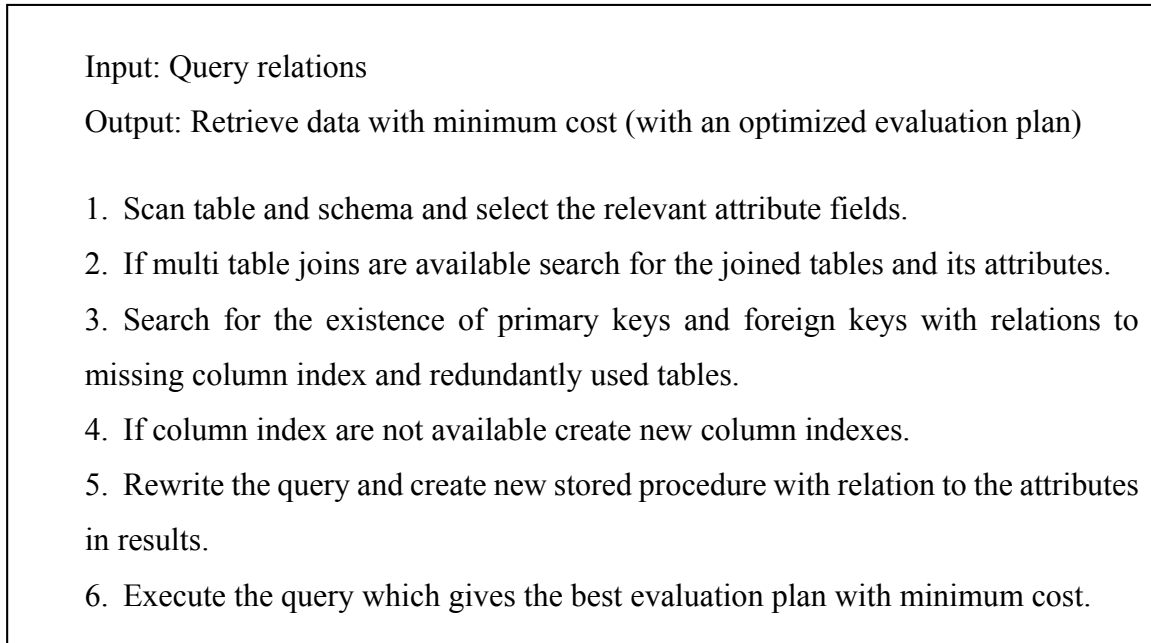 Input: Query relations
Output: Retrieve data with minimum cost (with an optimized evaluation plan)
1. Scan table and schema and select the relevant attribute fields.
2. If multi table joins are available search for the joined tables and its attributes.
3. Search for the existence of primary keys and foreign keys with relations to
missing column index and redundantly used tables.
4. If column index are not available create new column indexes.
5. Rewrite the query and create new stored procedure with relation to the attributes
in results.
6. Execute the query which gives the best evaluation plan with minimum cost.